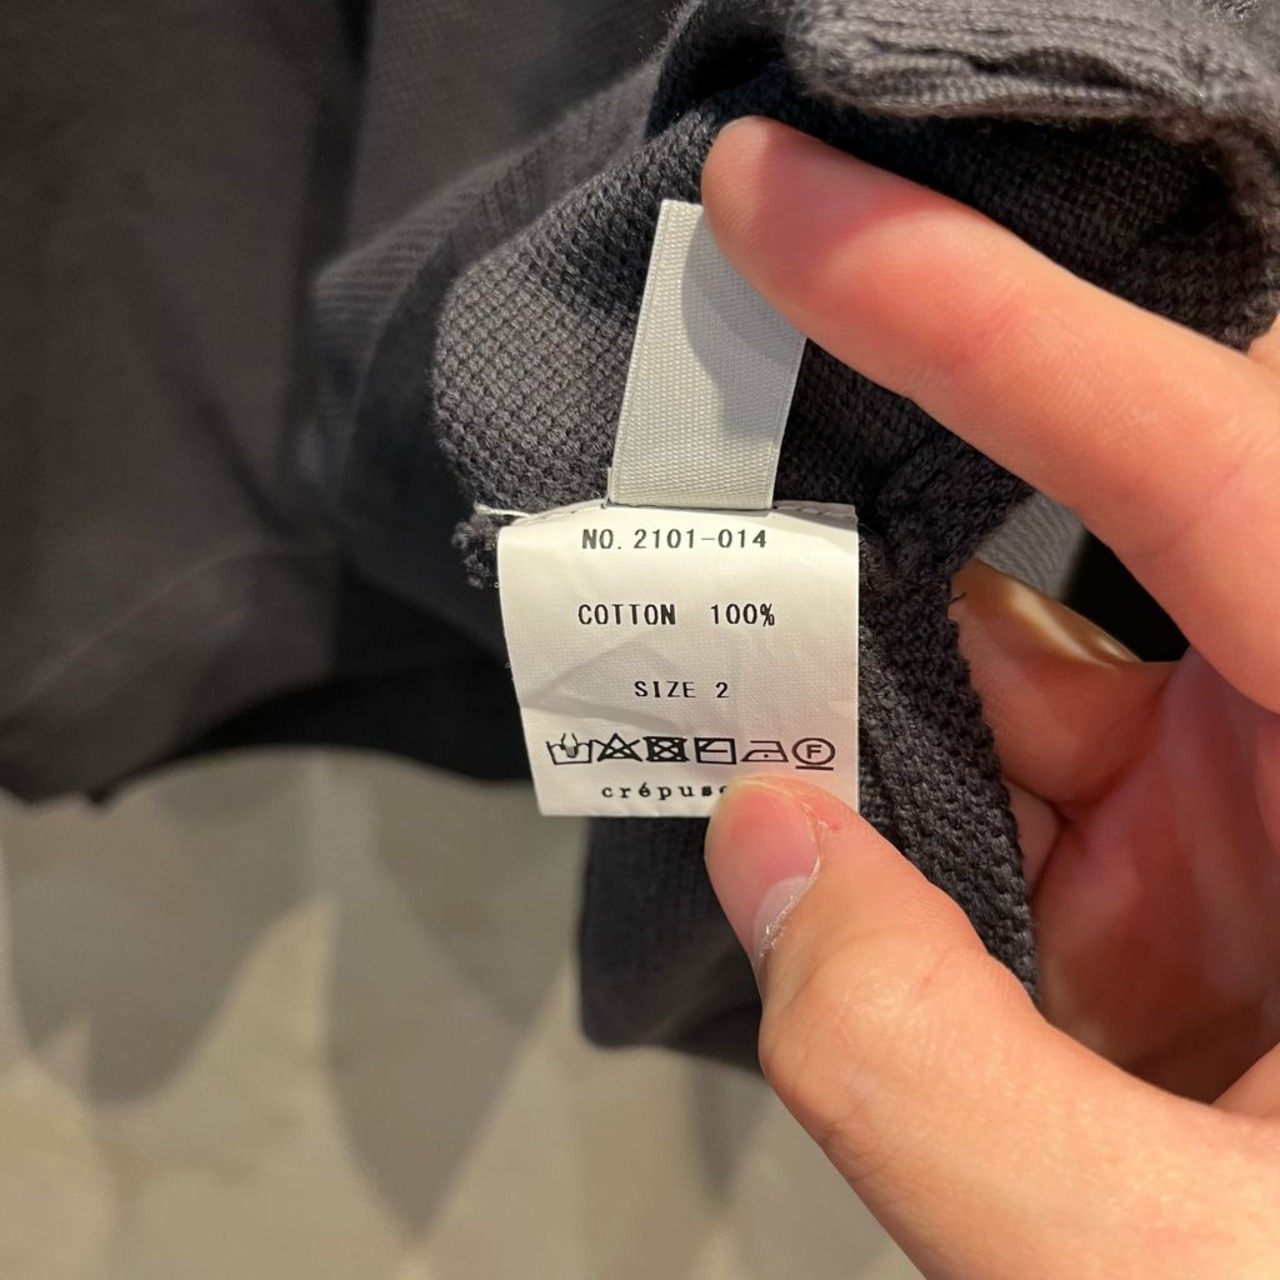 NO. 2101-014
COTTON 100%
SIZE 2
F